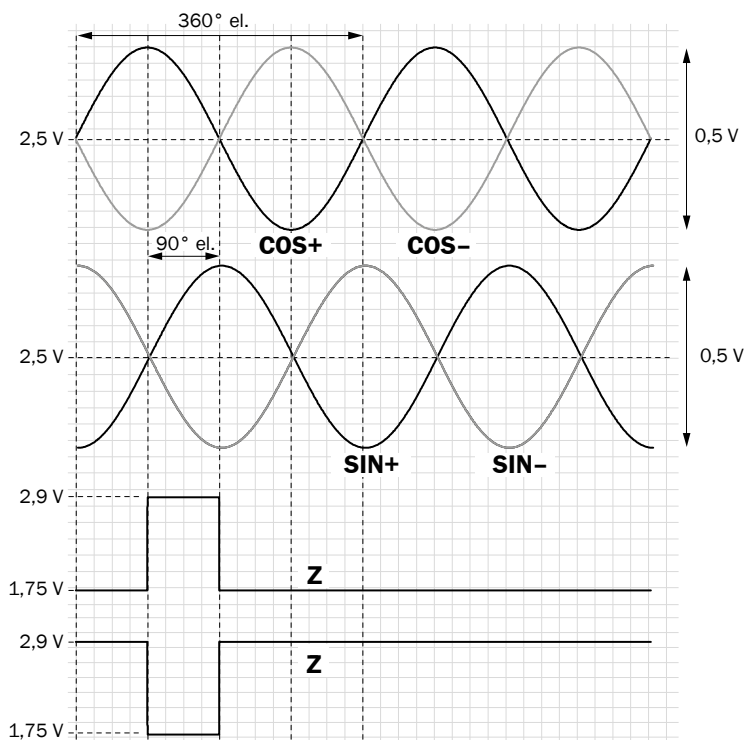 360° el.
2,5 V
0,5 V
COS+
COS–
90° el.
2,5 V
0,5 V
SIN+
SIN–
2,9 V
Z
1,75 V
2,9 V
Z
1,75 V